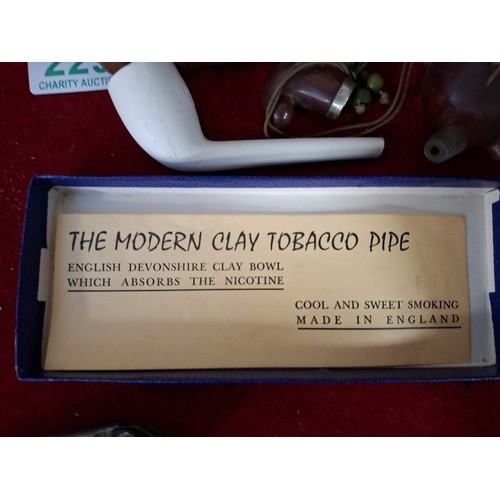 CHARITY AUCTION
THE MODERN CLAY TOBACCO PIPE
ENGLISH DEVONSHIRE CLAY BOWL
WHICH ABSORBS THE NICOTINE
COOL AND SWEET SMOKING
MADE IN ENGLAND